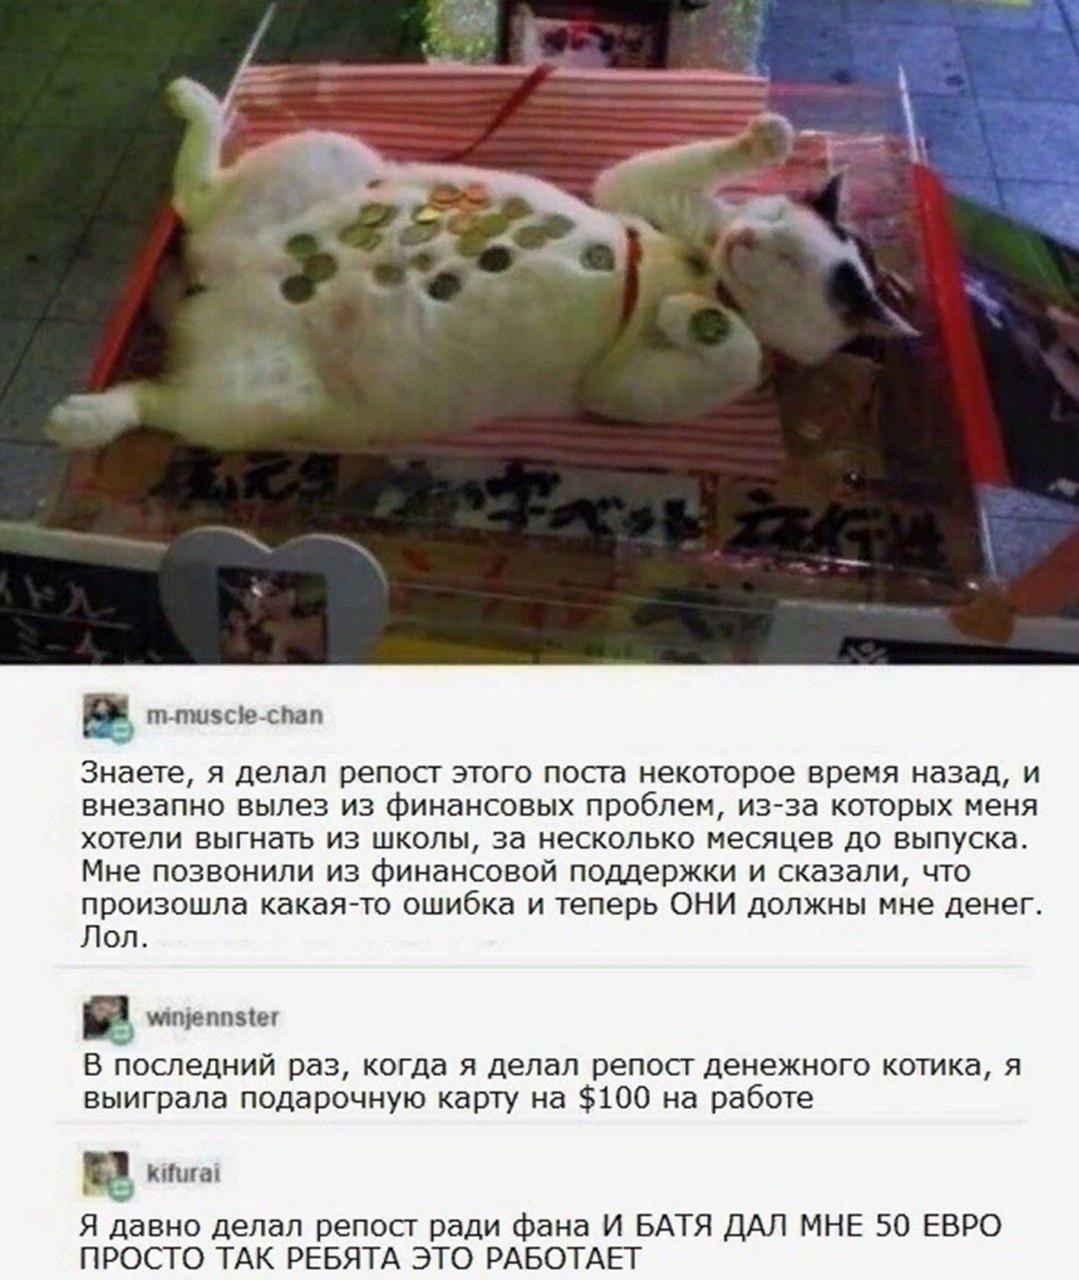 m-muscle-chan
Знаете, я делал репост этого поста некоторое время назад, и
внезапно вылез из финансовых проблем, из-за которых меня
хотели выгнать из школы, за несколько месяцев до выпуска.
Мне позвонили из финансовой поддержки и сказали, что
произошла какая-то ошибка и теперь ОНИ должны мне денег.
Лол.
winjennster
В последний раз, когда я делал репост денежного котика, я
выиграла подарочную карту на $100 на работе
kifurai
Я давно делал репост ради фана И БАТЯ ДАЛ МНЕ 50 ЕВРО
ПРОСТО ТАК РЕБЯТА ЭТО РАБОТАЕТ